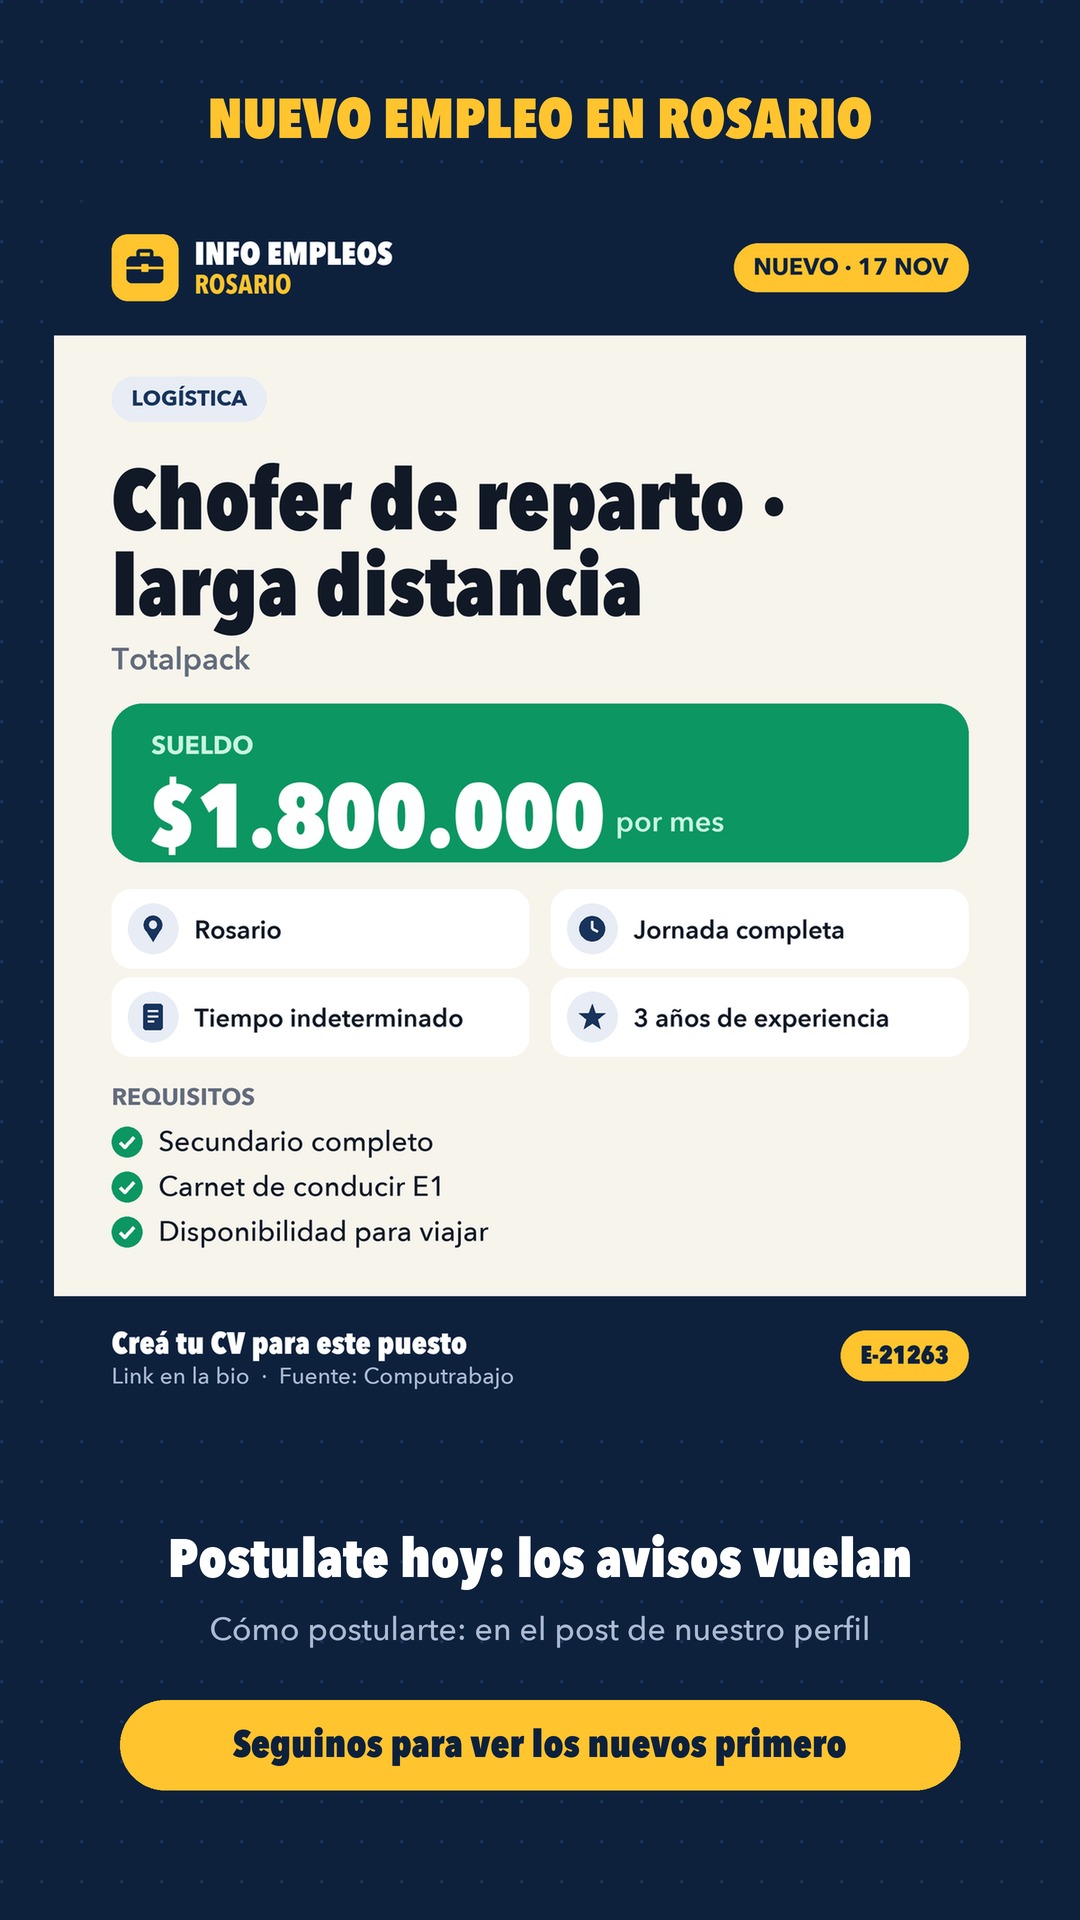 NUEVO EMPLEO EN ROSARIO
INFO EMPLEOS
ROSARIO
NUEVO · 17 NOV
LOGÍSTICA
Chofer de reparto ·
larga distancia
Totalpack
SUELDO
$1.800.000 por mes
Rosario
Jornada completa
Tiempo indeterminado
3 años de experiencia
REQUISITOS
Secundario completo
Carnet de conducir E1
Disponibilidad para viajar
Creá tu CV para este puesto
Link en la bio · Fuente: Computrabajo
E-21263
Postulate hoy: los avisos vuelan
Cómo postularte: en el post de nuestro perfil
Seguinos para ver los nuevos primero